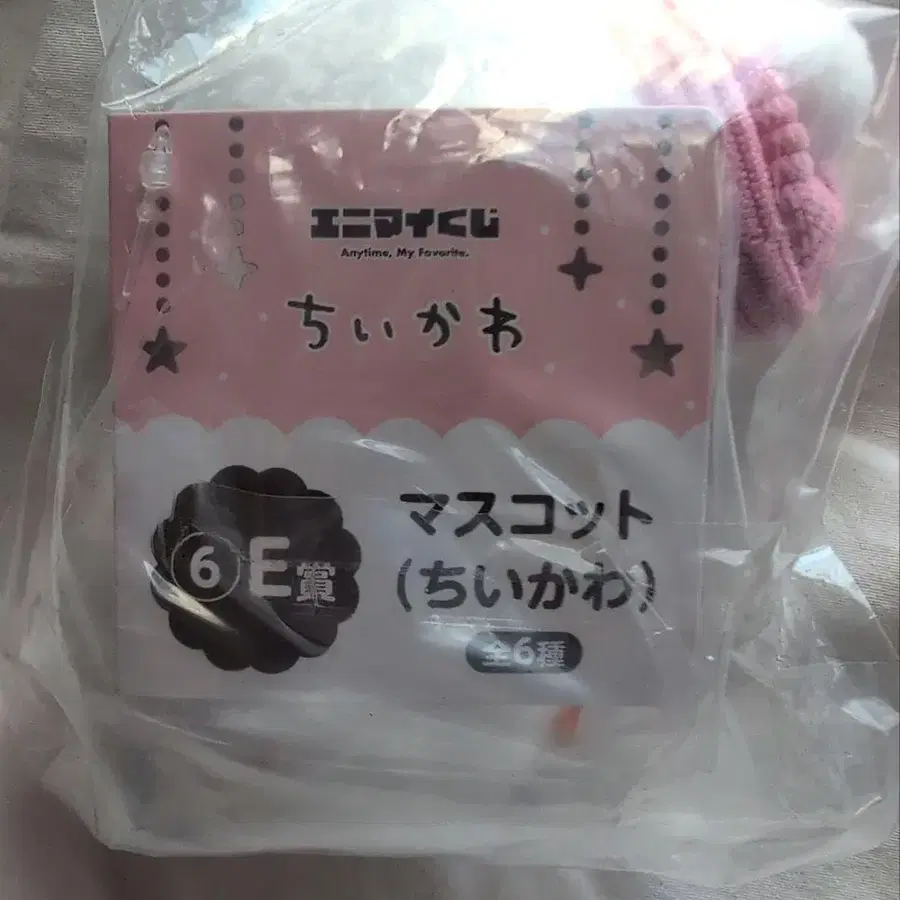 エニマイくじ
Anytime, My Favorite.
ちいかわ
⑥E賞
マスコット
(ちいかわ)
全6種